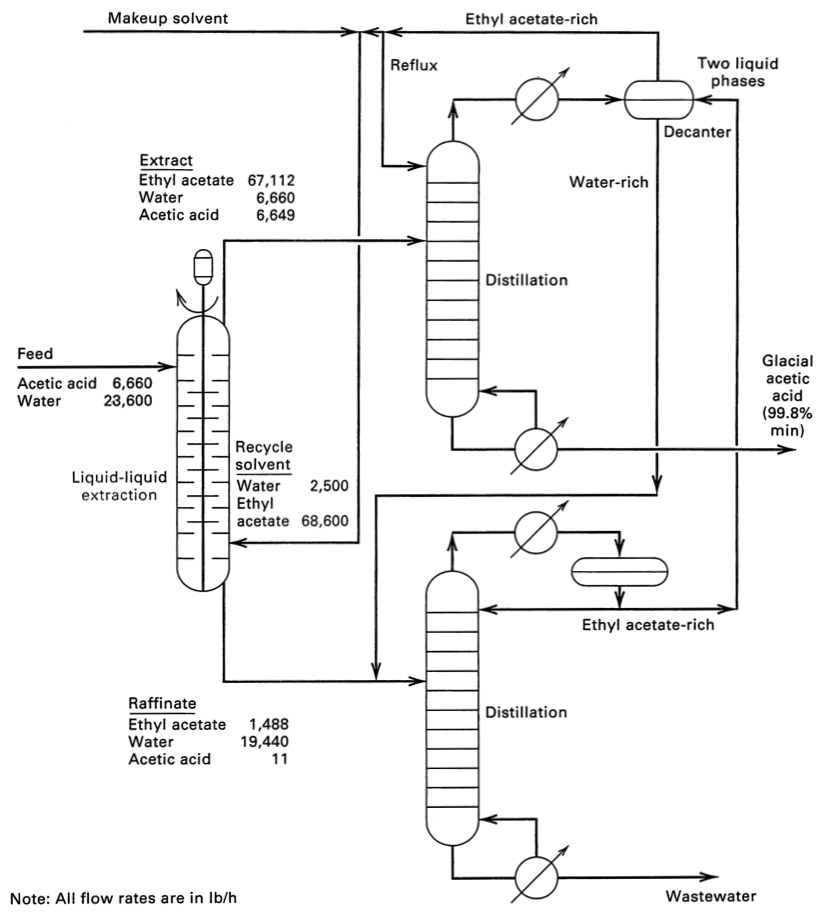 Makeup solvent
Ethyl acetate-rich
Reflux
Two liquid
phases
Decanter
Extract
Ethyl acetate 67,112
Water 6,660
Acetic acid 6,649
Water-rich
Distillation
Feed
Acetic acid 6,660
Water 23,600
Glacial
acetic
acid
(99.8%
min)
Liquid-liquid
extraction
Recycle
solvent
Water 2,500
Ethyl
acetate 68,600
Ethyl acetate-rich
Raffinate
Ethyl acetate 1,488
Water 19,440
Acetic acid 11
Distillation
Note: All flow rates are in lb/h
Wastewater